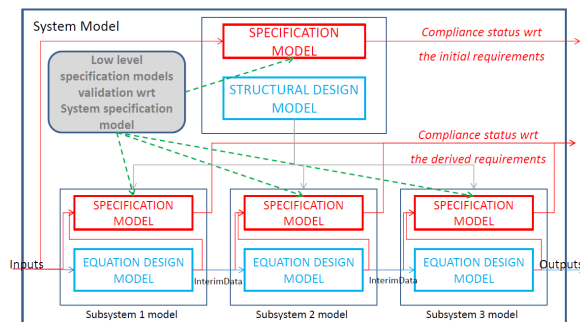 System Model
SPECIFICATION
MODEL
Compliance status wrt
the initial requirements
Low level
specification models
validation wrt
System specification
model
STRUCTURAL DESIGN
MODEL
Compliance status wrt
the derived requirements
SPECIFICATION
MODEL
SPECIFICATION
MODEL
SPECIFICATION
MODEL
Inputs
EQUATION DESIGN
MODEL
InterimData
EQUATION DESIGN
MODEL
InterimData
EQUATION DESIGN
MODEL
Outputs
Subsystem 1 model
Subsystem 2 model
Subsystem 3 model